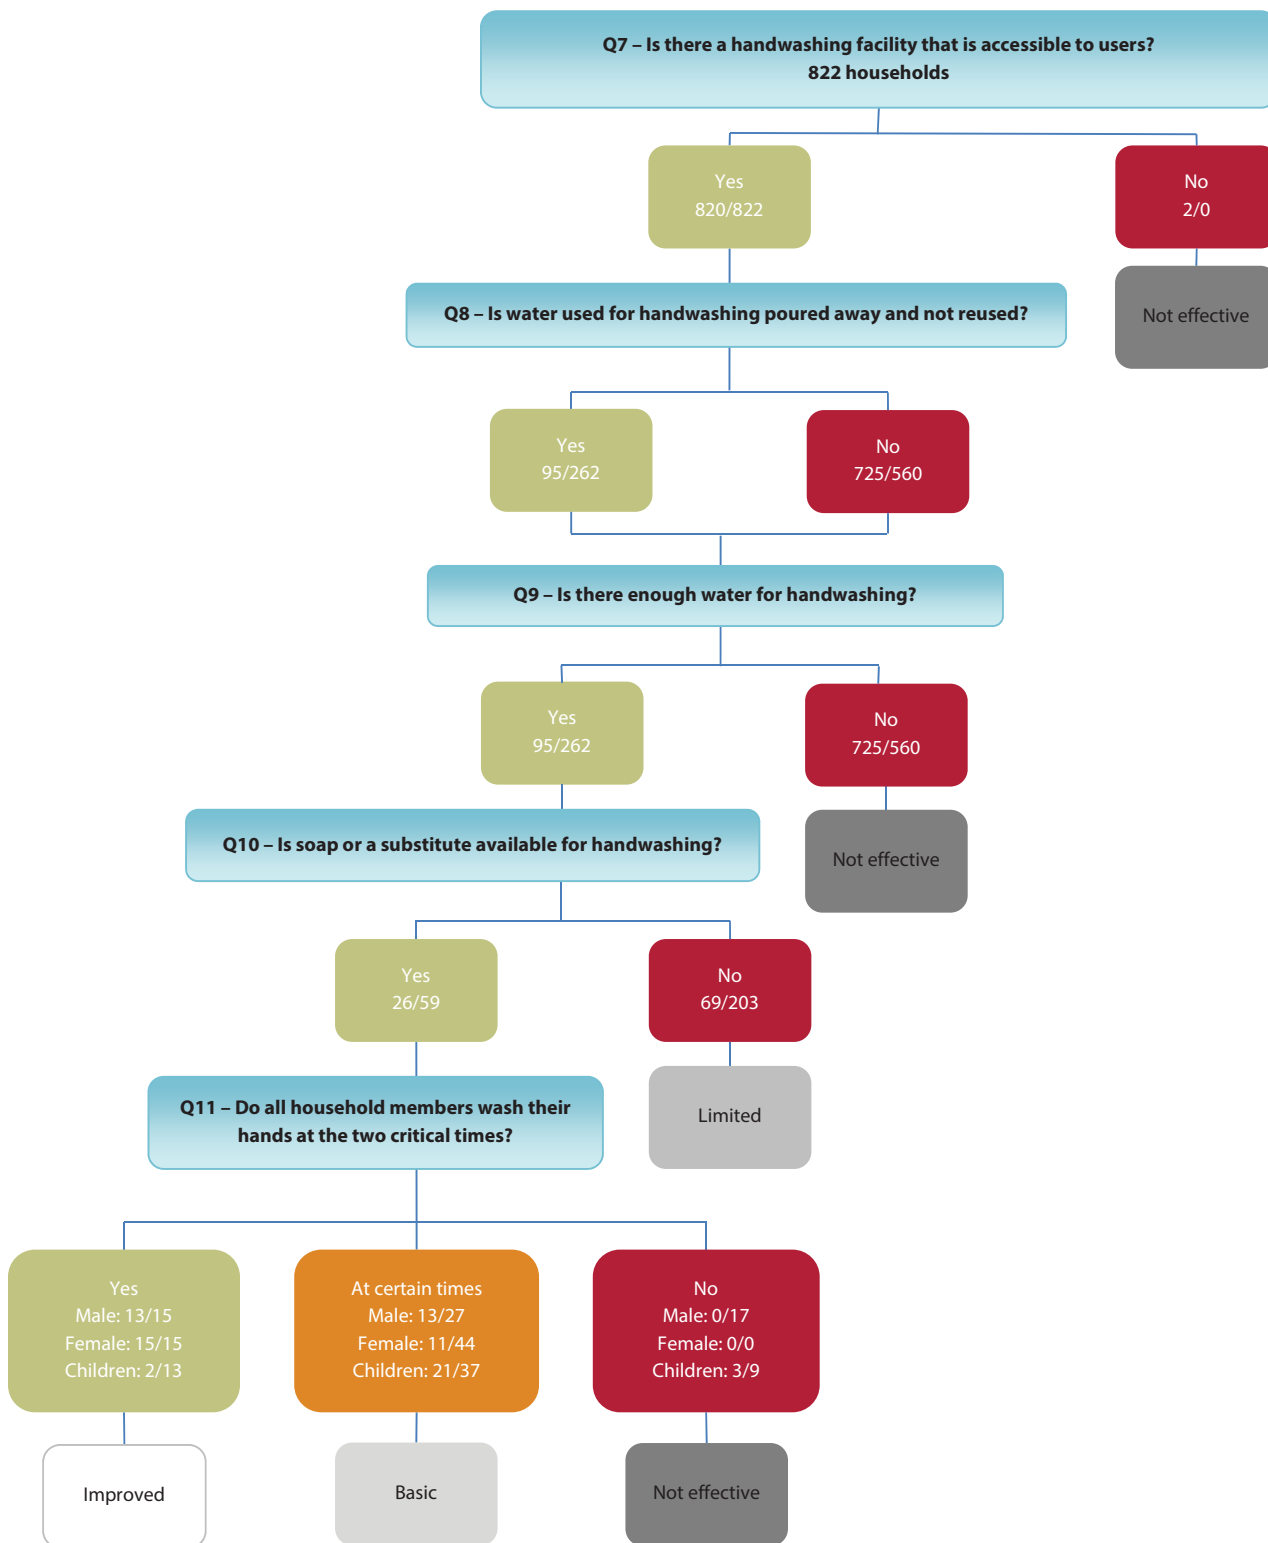 Q7 – Is there a handwashing facility that is accessible to users?
822 households
Yes
820/822
No
2/0
Not effective
Q8 – Is water used for handwashing poured away and not reused?
Yes
95/262
No
725/560
Q9 – Is there enough water for handwashing?
Yes
95/262
No
725/560
Not effective
Q10 – Is soap or a substitute available for handwashing?
Yes
26/59
No
69/203
Limited
Q11 – Do all household members wash their
hands at the two critical times?
Yes
Male: 13/15
Female: 15/15
Children: 2/13
At certain times
Male: 13/27
Female: 11/44
Children: 21/37
No
Male: 0/17
Female: 0/0
Children: 3/9
Improved
Basic
Not effective